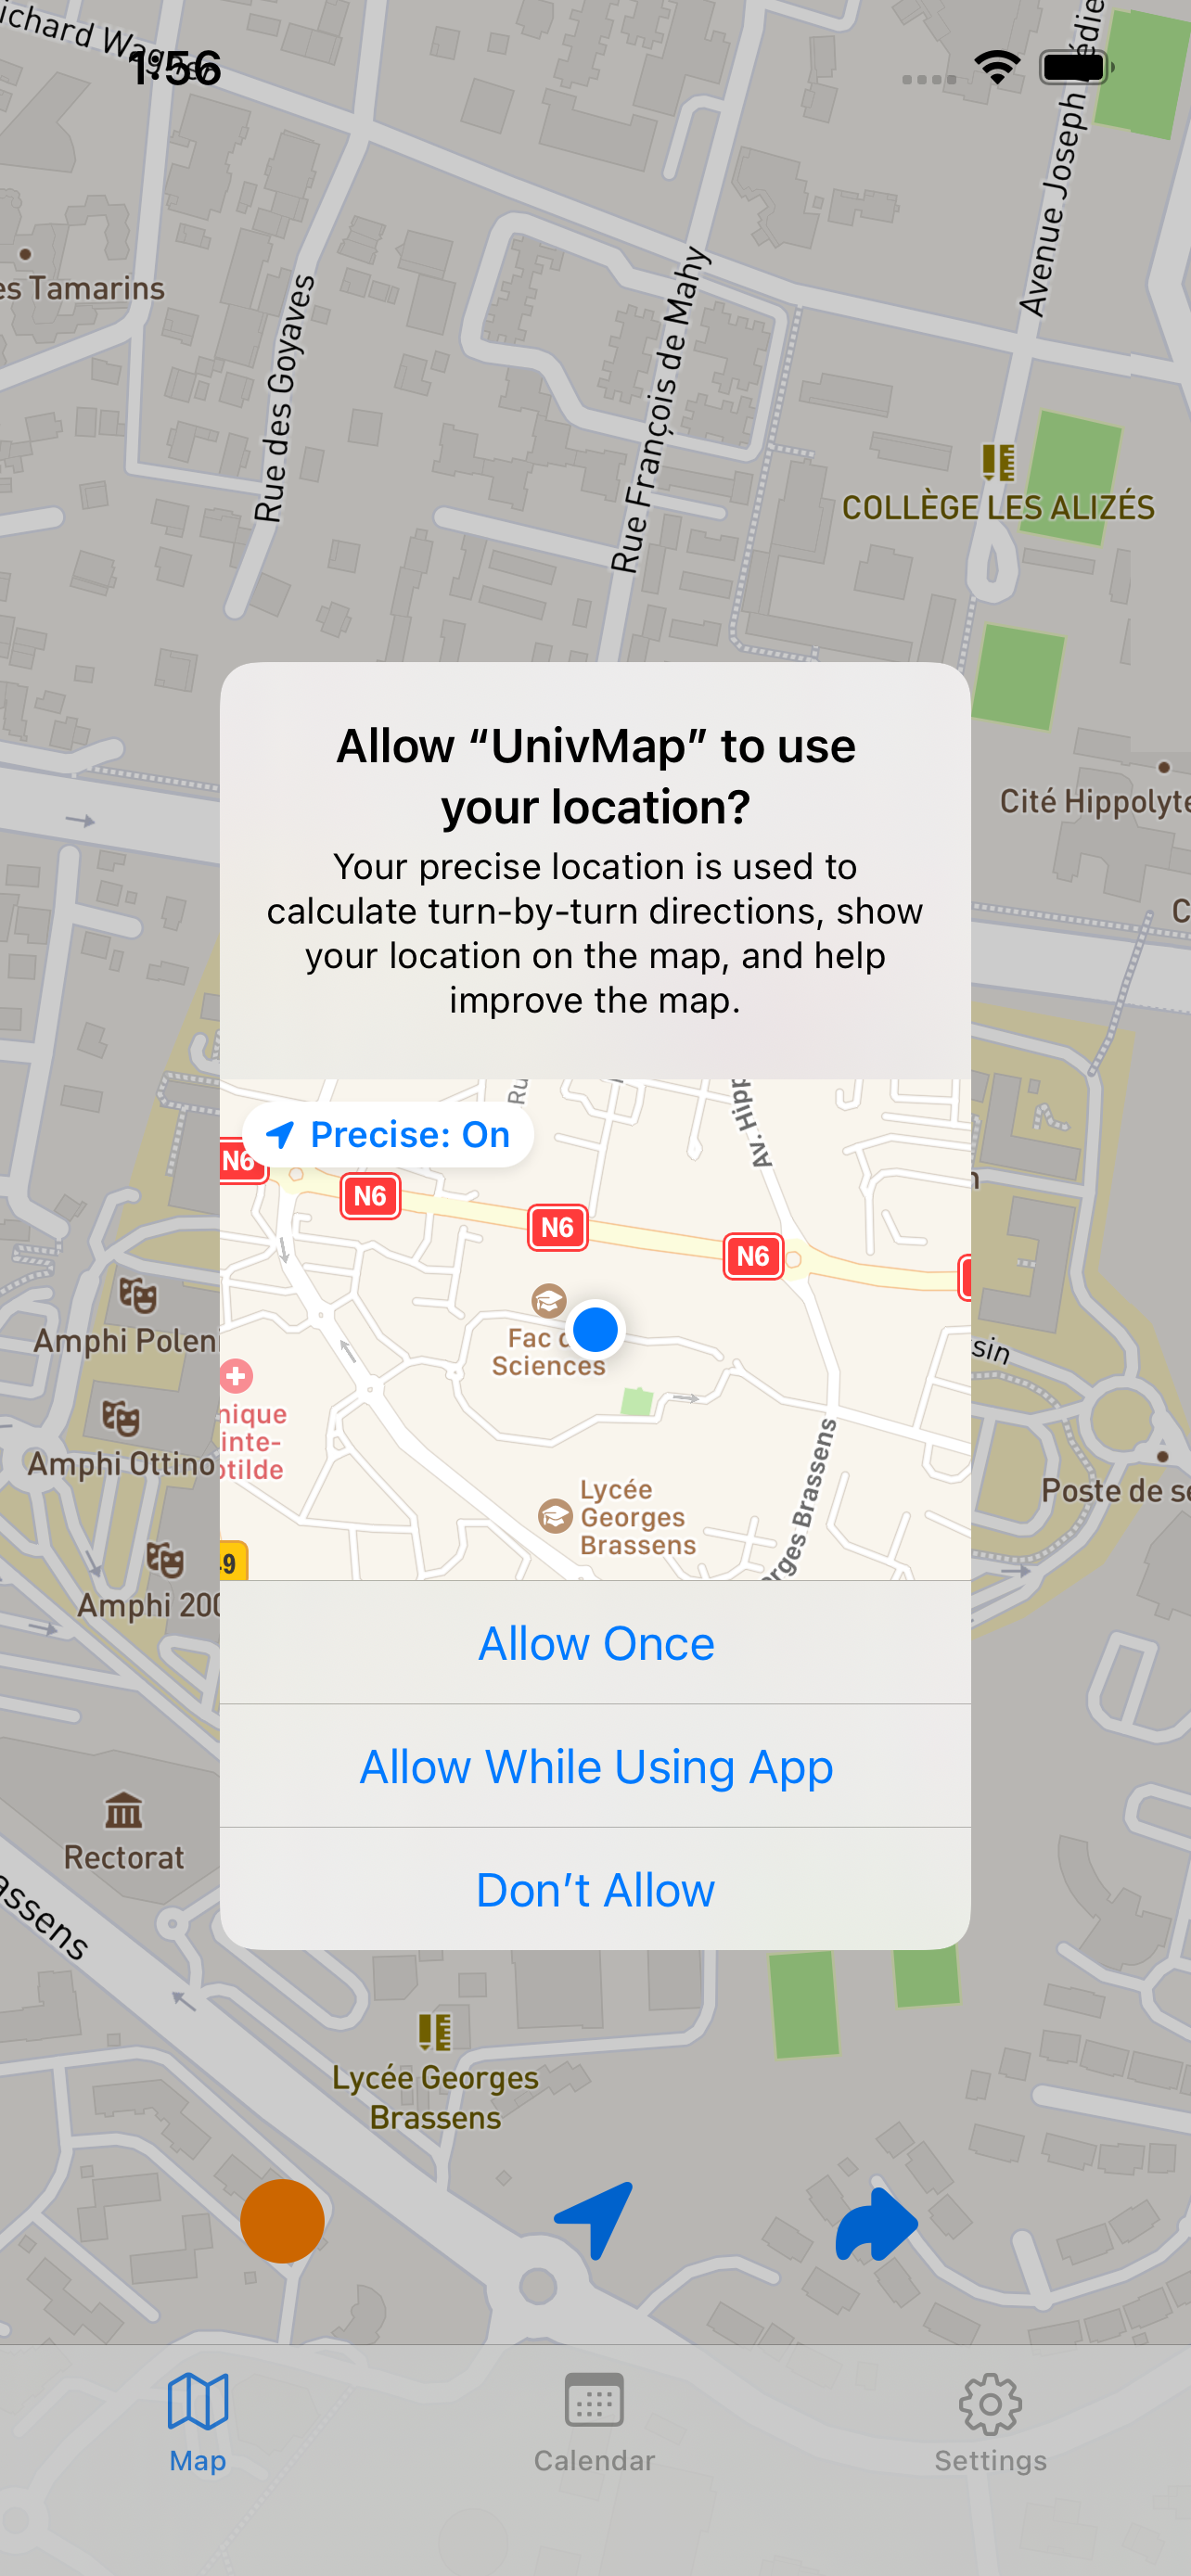 1:56
Avenue Joseph
es Tamarins
Rue des Goyaves
Rue François de Mahy
COLLÈGE LES ALIZÉS
Allow “UnivMap” to use
your location?
Your precise location is used to
calculate turn-by-turn directions, show
your location on the map, and help
improve the map.
Cité Hippolyte
Precise: On
Av. Hipp
N6
N6
N6
N6
Fac d
Sciences
Amphi Polen
Amphi Ottino
Amphi 200
nique
inte-
otilde
sin
Poste de se
Lycée
Georges
Brassens
orges Brassens
9
Allow Once
Allow While Using App
Don’t Allow
Rectorat
assens
Lycée Georges
Brassens
Map
Calendar
Settings